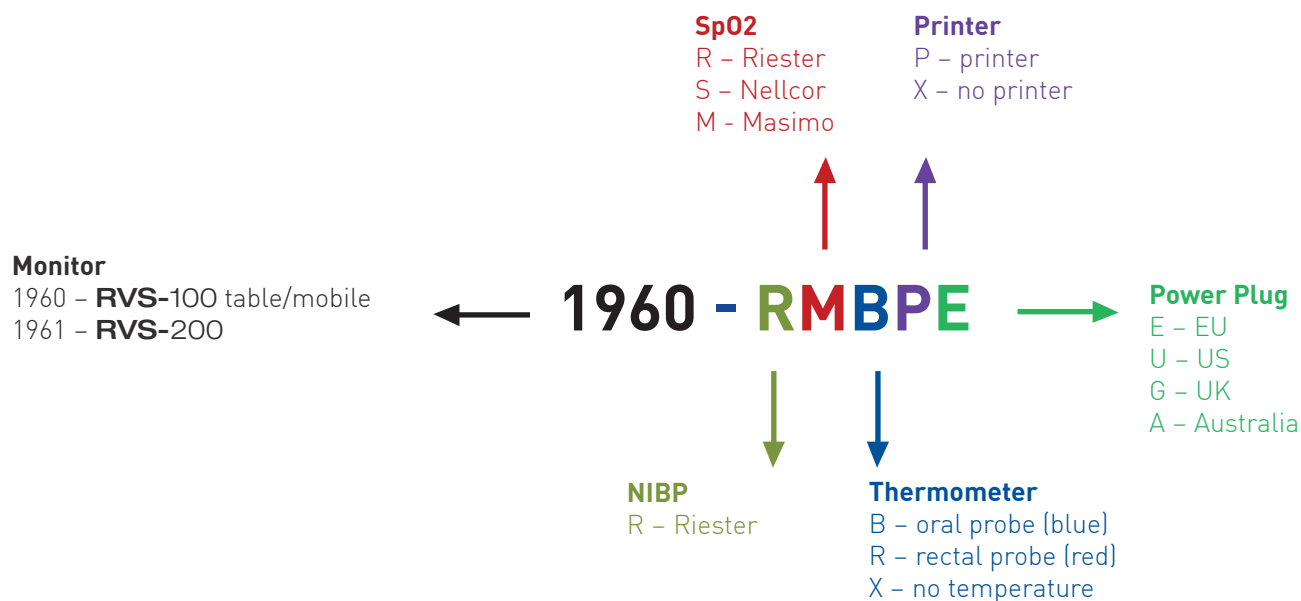 SpO2
R – Riester
S – Nellcor
M - Masimo
Printer
P – printer
X – no printer
Monitor
1960 – RVS-100 table/mobile
1961 – RVS-200
1960 - RMBPE
Power Plug
E – EU
U – US
G – UK
A – Australia
NIBP
R – Riester
Thermometer
B – oral probe (blue)
R – rectal probe (red)
X – no temperature